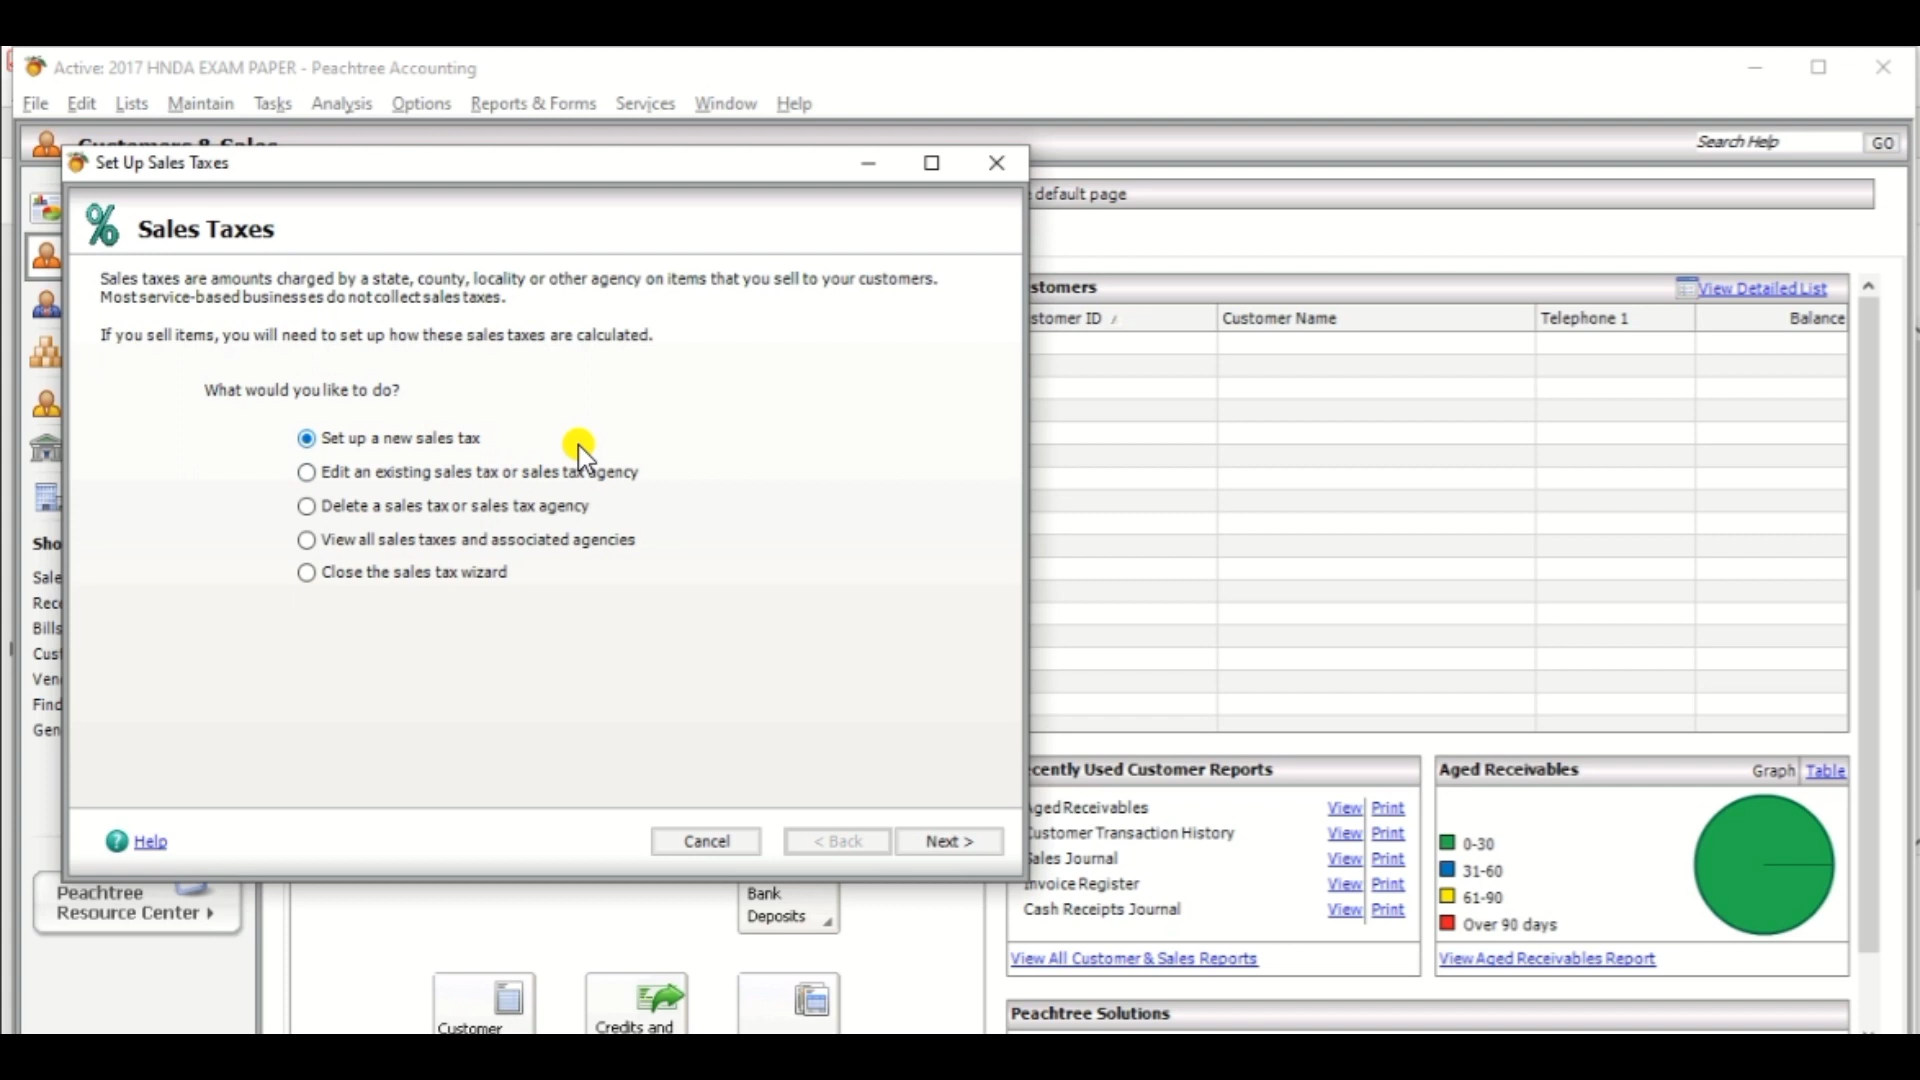 Active: 2017 HNDA EXAM PAPER - Peachtree Accounting
File Edit Lists Maintain Tasks Analysis Options Reports & Forms Services Window Help
Customers & Sales
Search Help GO
Set Up Sales Taxes
default page
Sales Taxes
Sales taxes are amounts charged by a state, county, locality or other agency on items that you sell to your customers.
Most service-based businesses do not collect sales taxes.
If you sell items, you will need to set up how these sales taxes are calculated.
What would you like to do?
Set up a new sales tax
Edit an existing sales tax or sales tax agency
Delete a sales tax or sales tax agency
View all sales taxes and associated agencies
Close the sales tax wizard
Help
Cancel
< Back
Next >
Sho
Sale
Rece
Bills
Cust
Ven
Find
Gen
Peachtree
Resource Center
stomers
View Detailed List
stomer ID Customer Name Telephone 1 Balance
cently Used Customer Reports
Aged Receivables View Print
Customer Transaction History View Print
Sales Journal View Print
Invoice Register View Print
Cash Receipts Journal View Print
View All Customer & Sales Reports
Aged Receivables
Graph Table
0-30
31-60
61-90
Over 90 days
View Aged Receivables Report
Bank
Deposits
Customer
Credits and
Peachtree Solutions